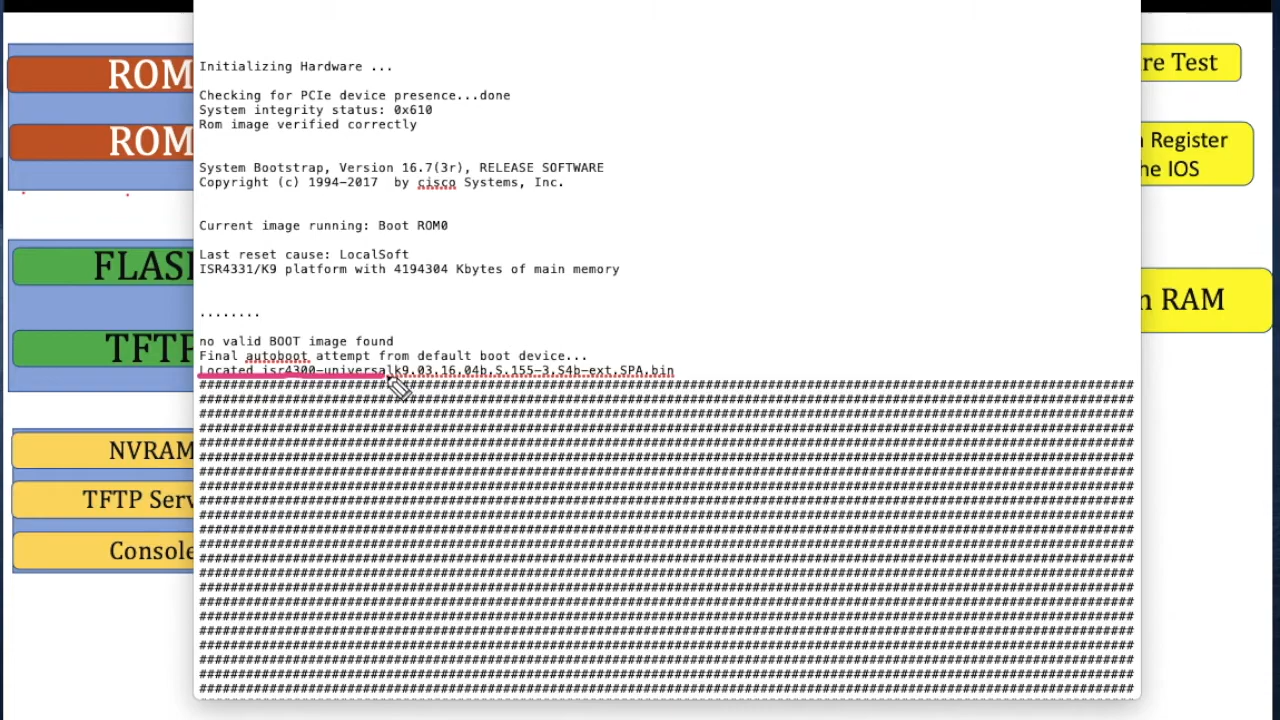 ROM
ROM
FLAS
TFTP
NVRAM
TFTP Serv
Console
Initializing Hardware ...
Checking for PCIe device presence...done
System integrity status: 0x610
Rom image verified correctly
System Bootstrap, Version 16.7(3r), RELEASE SOFTWARE
Copyright (c) 1994-2017  by cisco Systems, Inc.
Current image running: Boot ROM0
Last reset cause: LocalSoft
ISR4331/K9 platform with 4194304 Kbytes of main memory
........
no valid BOOT image found
Final autoboot attempt from default boot device...
Located isr4300-universalk9.03.16.04b.S.155-3.S4b-ext.SPA.bin
re Test
Register
he IOS
RAM